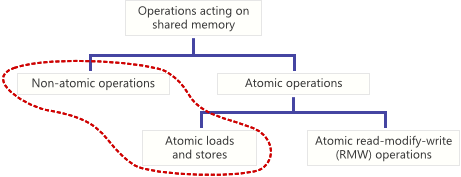 Operations acting on
shared memory
Non-atomic operations
Atomic operations
Atomic loads
and stores
Atomic read-modify-write
(RMW) operations